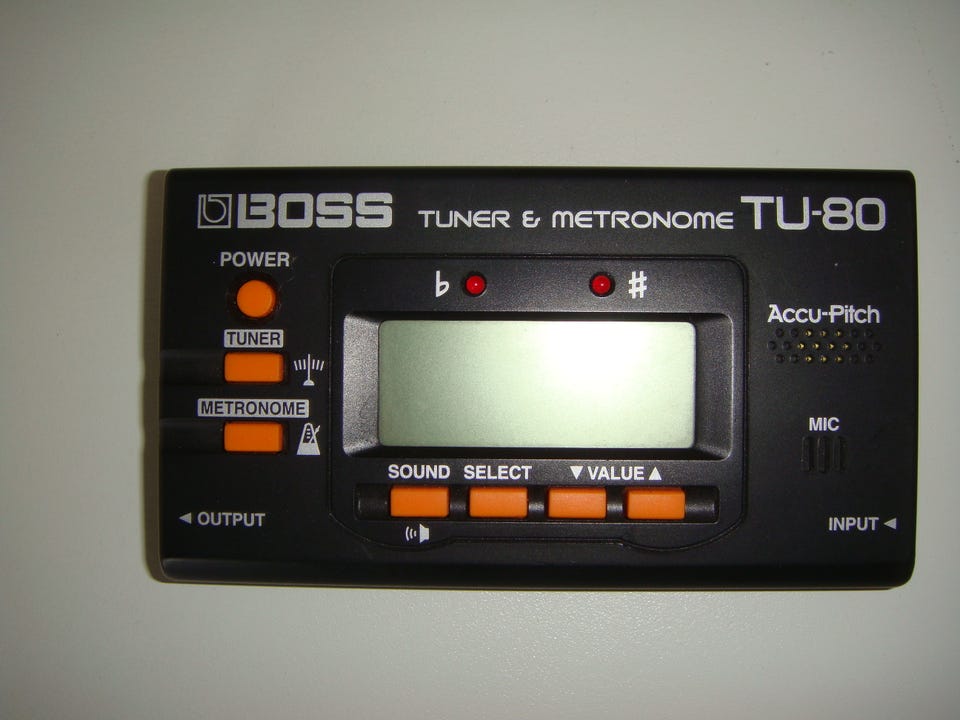 BOSS TUNER & METRONOME TU-80
POWER
♭ ♯
Accu-Pitch
TUNER
METRONOME
MIC
SOUND SELECT ▼ VALUE ▲
◀ OUTPUT
INPUT ◀